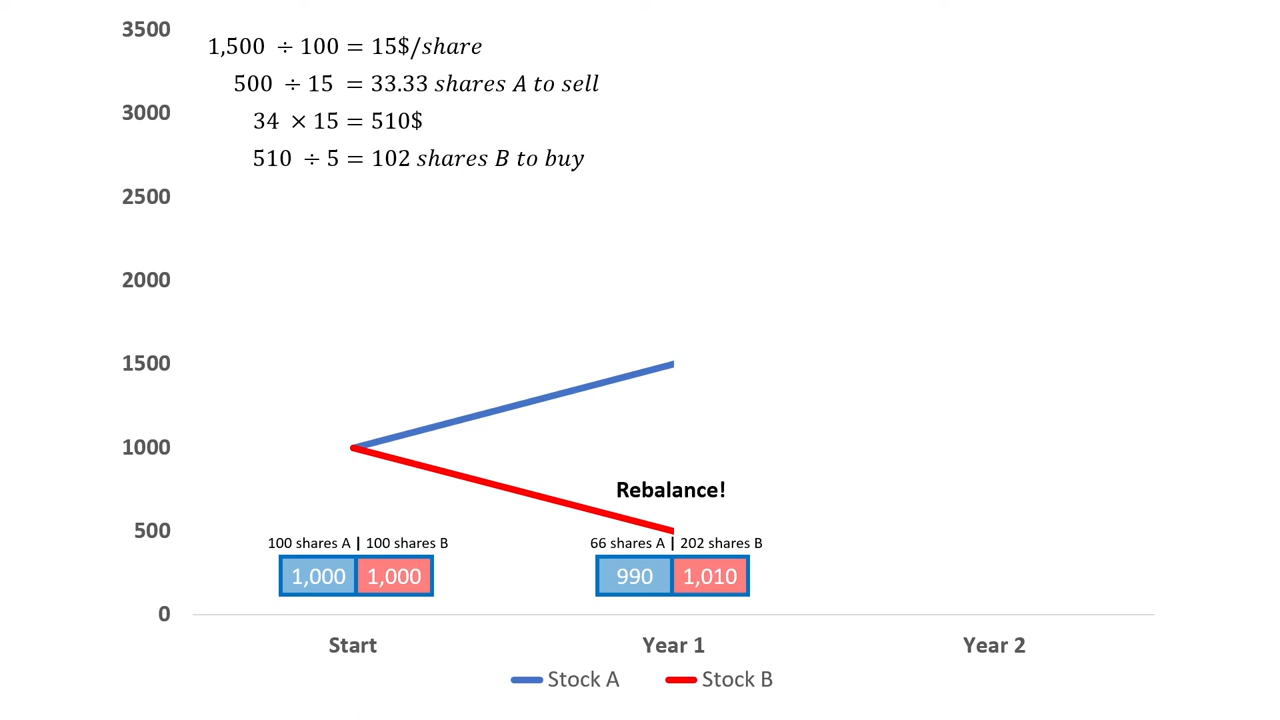 3500
1,500 ÷ 100 = 15$/share
500 ÷ 15 = 33.33 shares A to sell
3000
34 × 15 = 510$
510 ÷ 5 = 102 shares B to buy
2500
2000
1500
1000
Rebalance!
500
100 shares A | 100 shares B
66 shares A | 202 shares B
1,000 1,000
990 1,010
0
Start Year 1 Year 2
Stock A Stock B